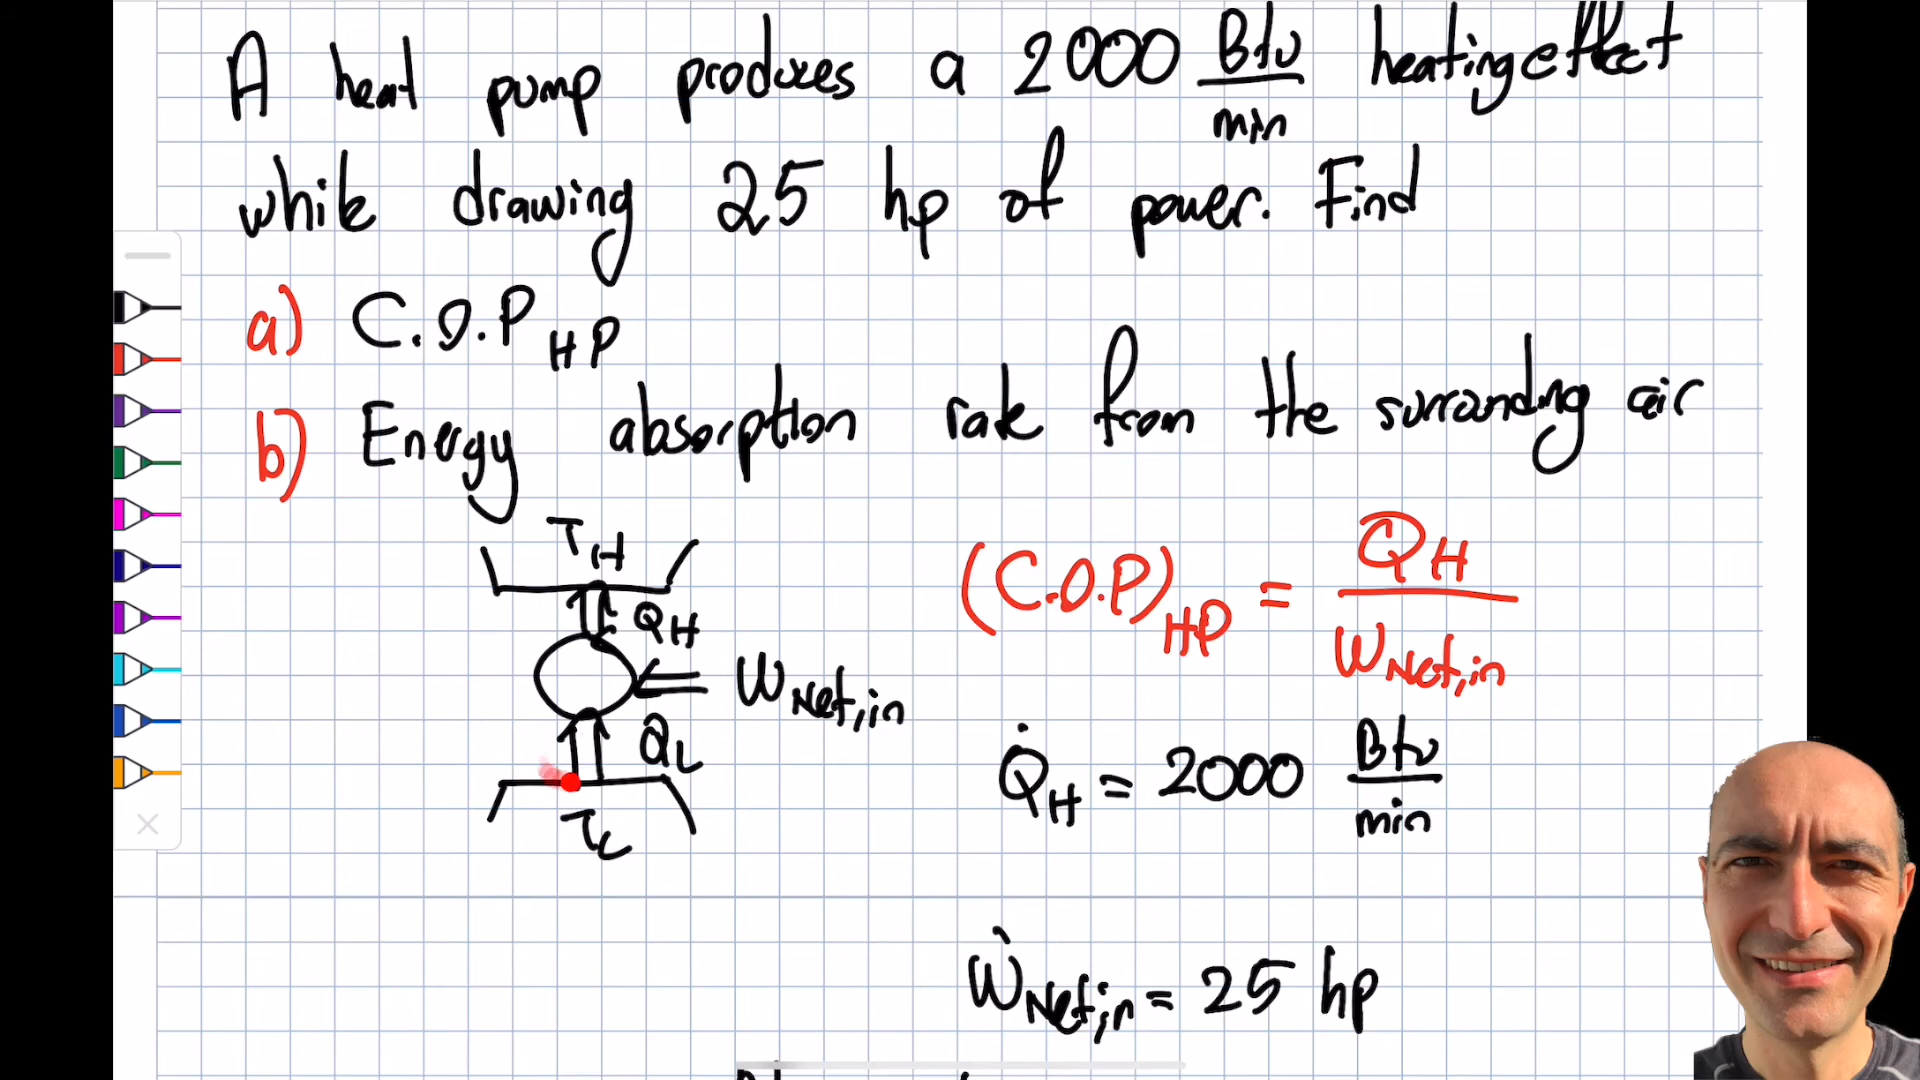 A heat pump produces a 2000 Btu/min heating effect
while drawing 25 hp of power. Find
a) C.O.P HP
b) Energy absorption rate from the surrounding air
TH
QH
WNet,in
QL
TL
(C.O.P)HP = QH/WNet,in
Q̇H = 2000 Btu/min
ẆNet,in = 25 hp